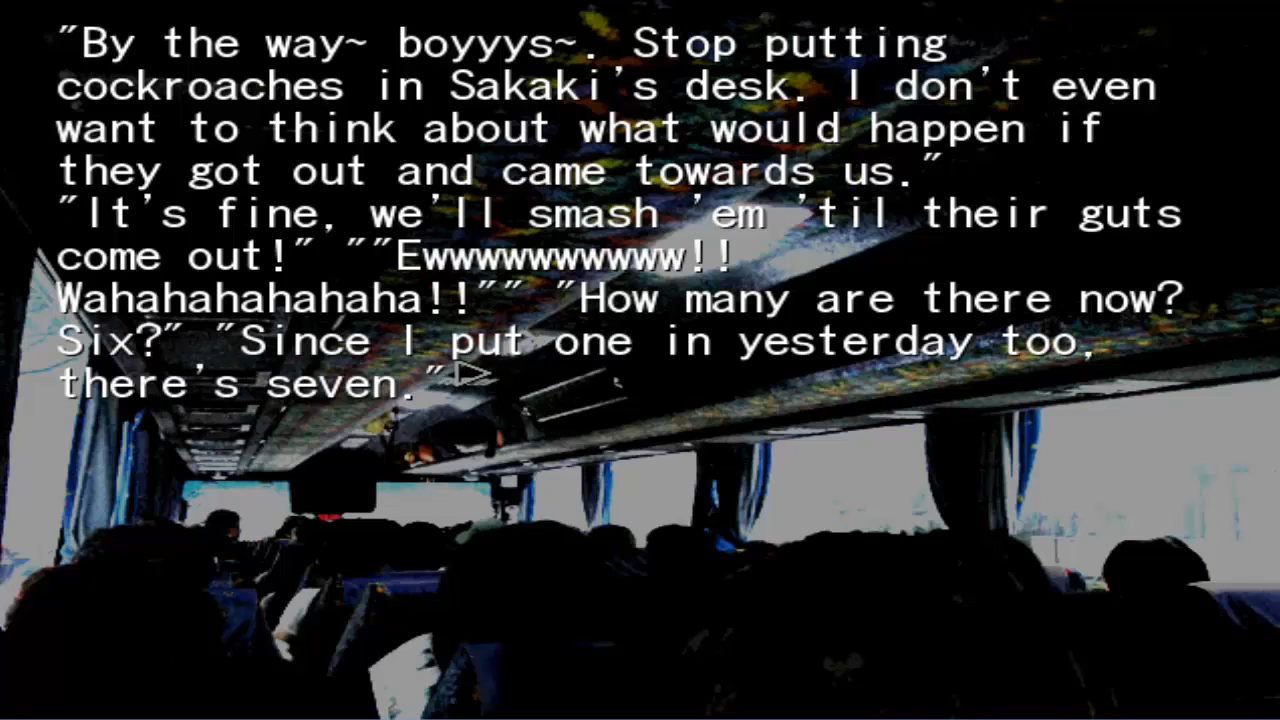 "By the way~ boyyys~. Stop putting
cockroaches in Sakaki's desk. I don't even
want to think about what would happen if
they got out and came towards us."
"It's fine, we'll smash 'em 'til their guts
come out!" ""Ewwwwwwwwww!!
Wahahahahahaha!!"" "How many are there now?
Six?" "Since I put one in yesterday too,
there's seven."